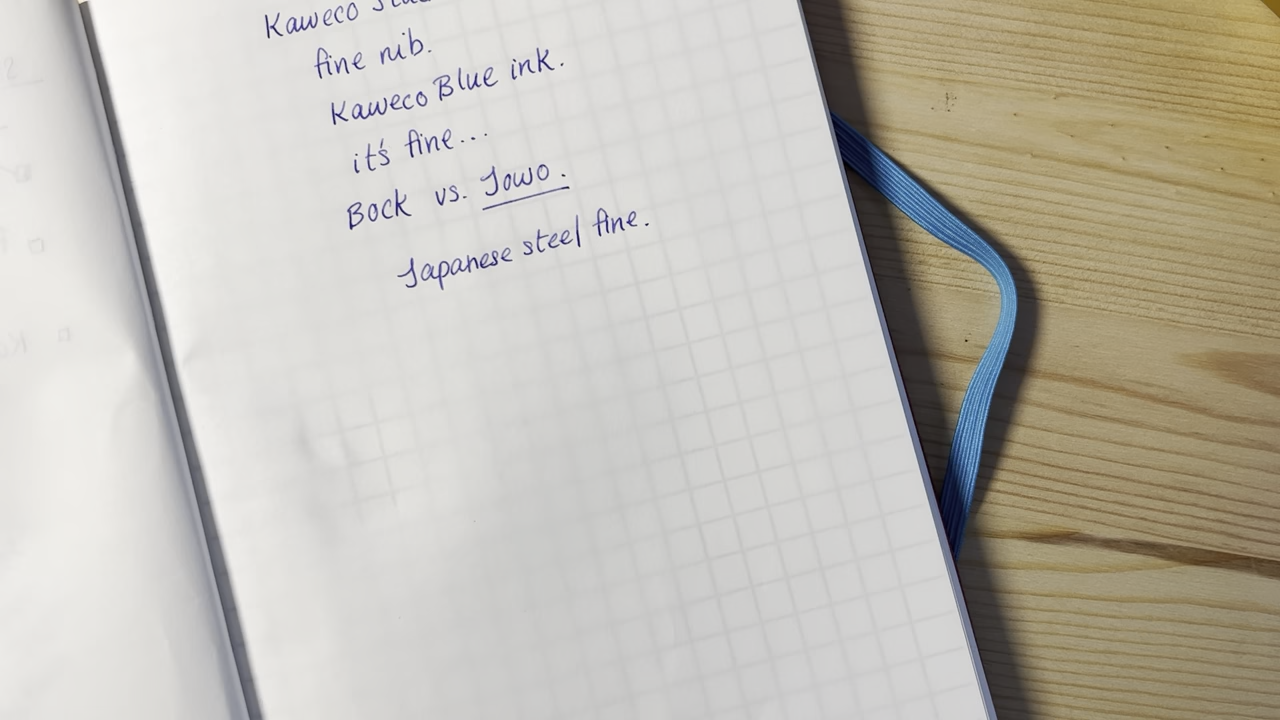 Kaweco
fine nib.
Kaweco Blue ink.
it's fine...
Bock vs. Jowo.
Japanese steel fine.